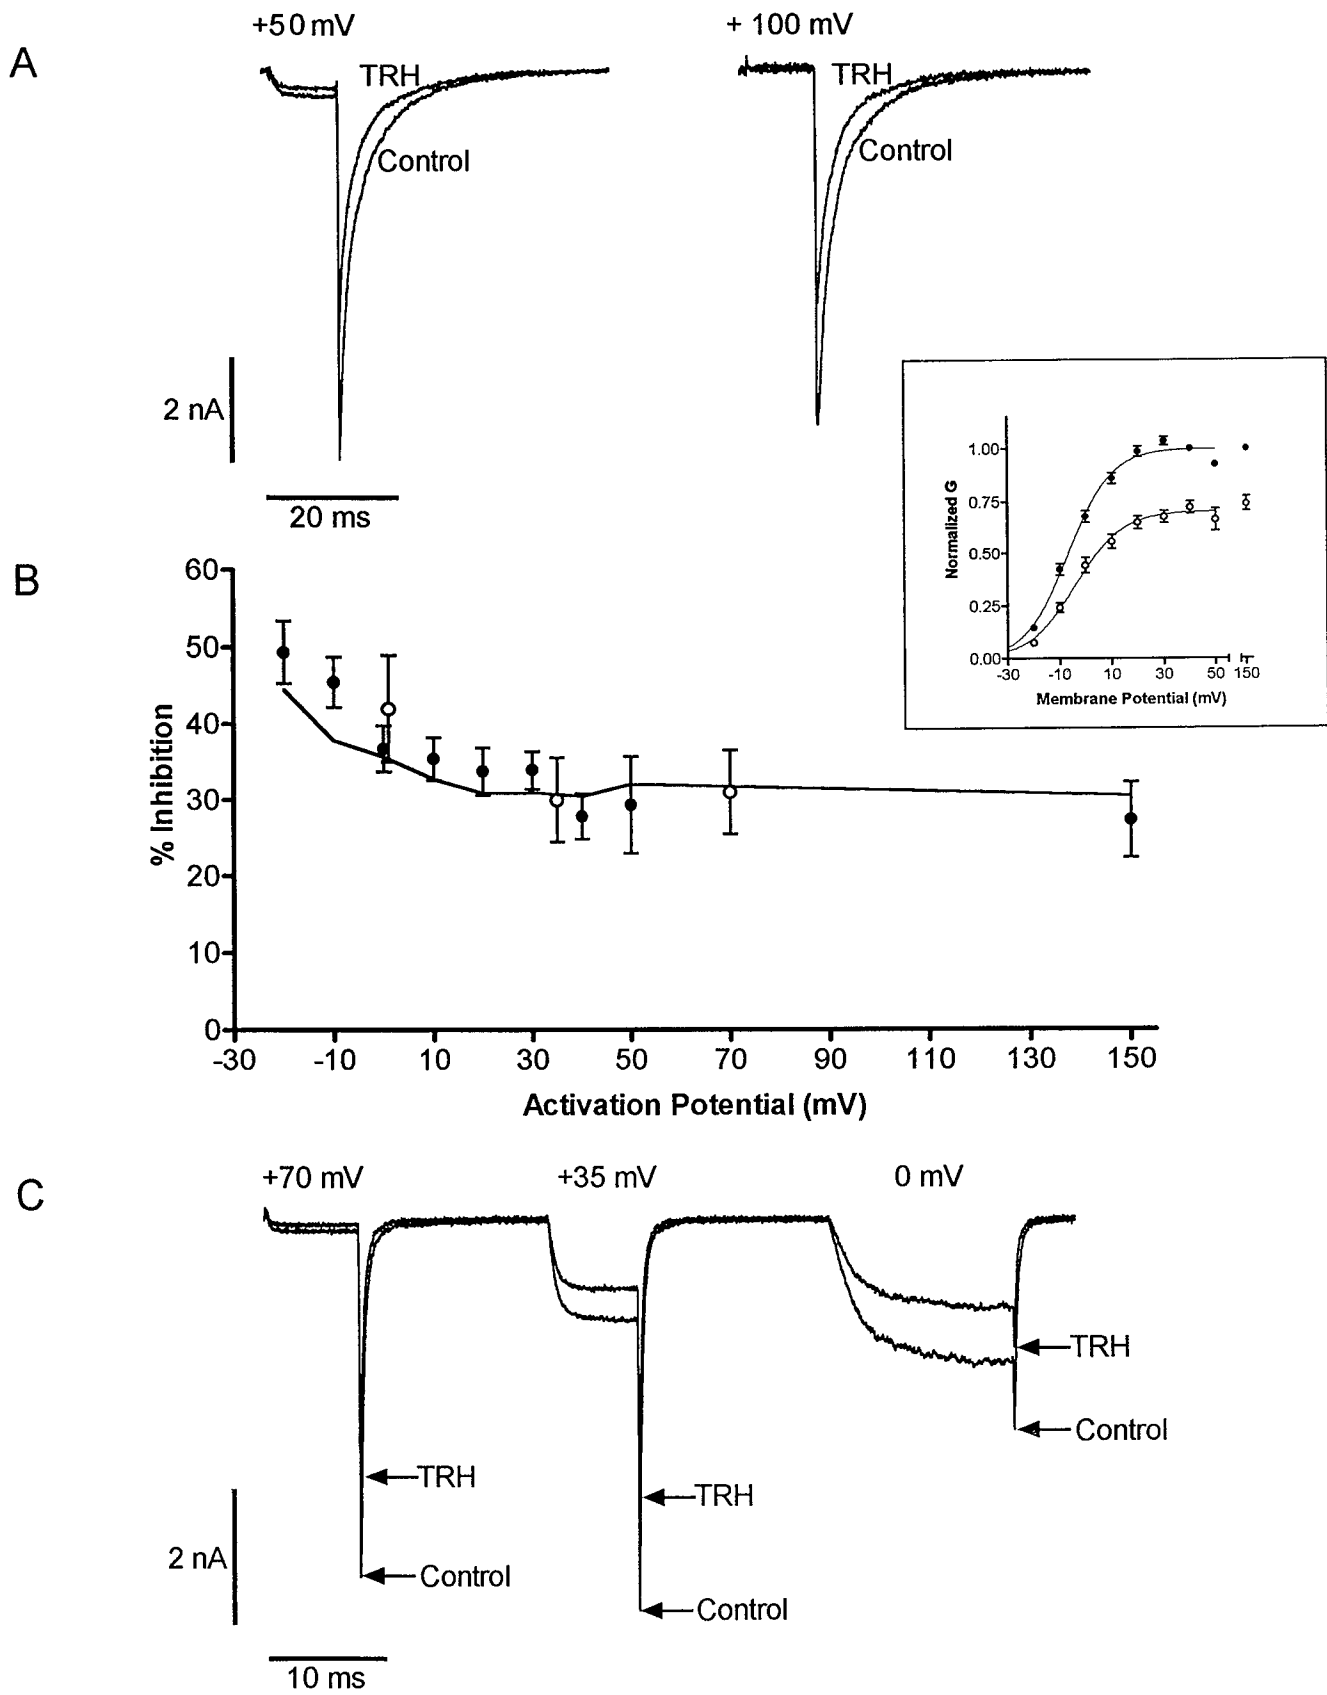 A
+50 mV
+ 100 mV
TRH
TRH
Control
Control
2 nA
20 ms
Normalized G
1.00
0.75
0.50
0.25
0.00
-30 -10 10 30 50 150
Membrane Potential (mV)
B
% Inhibition
60
50
40
30
20
10
0
-30 -10 10 30 50 70 90 110 130 150
Activation Potential (mV)
C
+70 mV
+35 mV
0 mV
TRH
Control
TRH
Control
TRH
Control
2 nA
10 ms